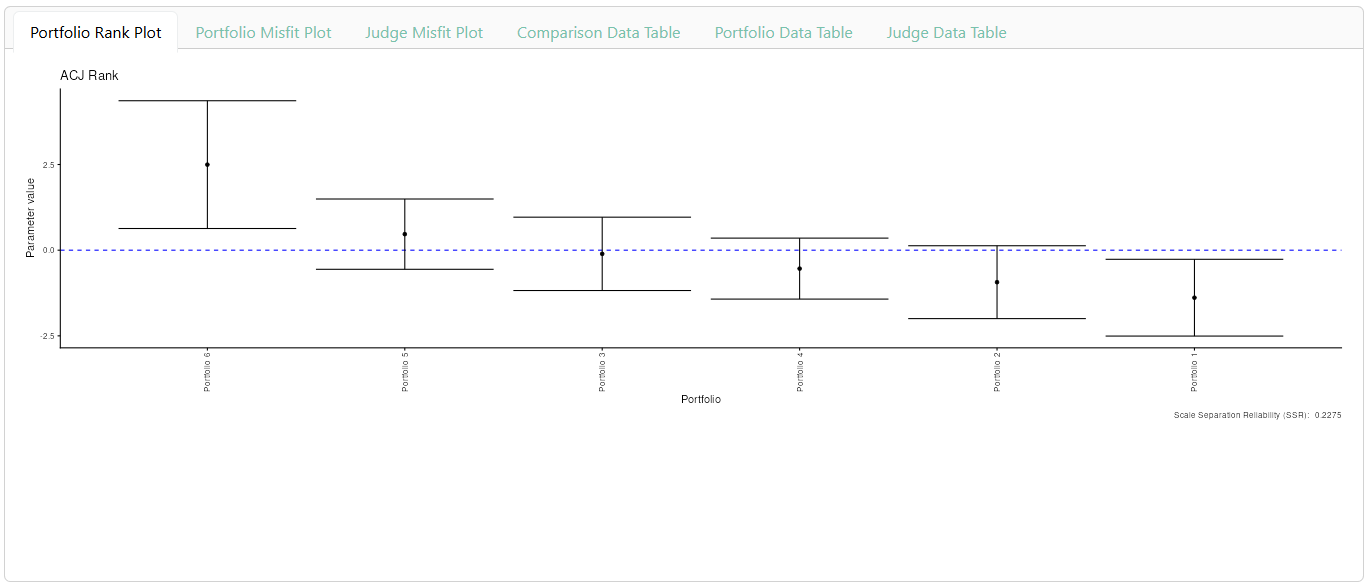 Portfolio Rank Plot Portfolio Misfit Plot Judge Misfit Plot Comparison Data Table Portfolio Data Table Judge Data Table
ACJ Rank
Parameter value
2.5
0.0
-2.5
Portfolio 6 Portfolio 5 Portfolio 3 Portfolio 4 Portfolio 2 Portfolio 1
Portfolio
Scale Separation Reliability (SSR): 0.2275